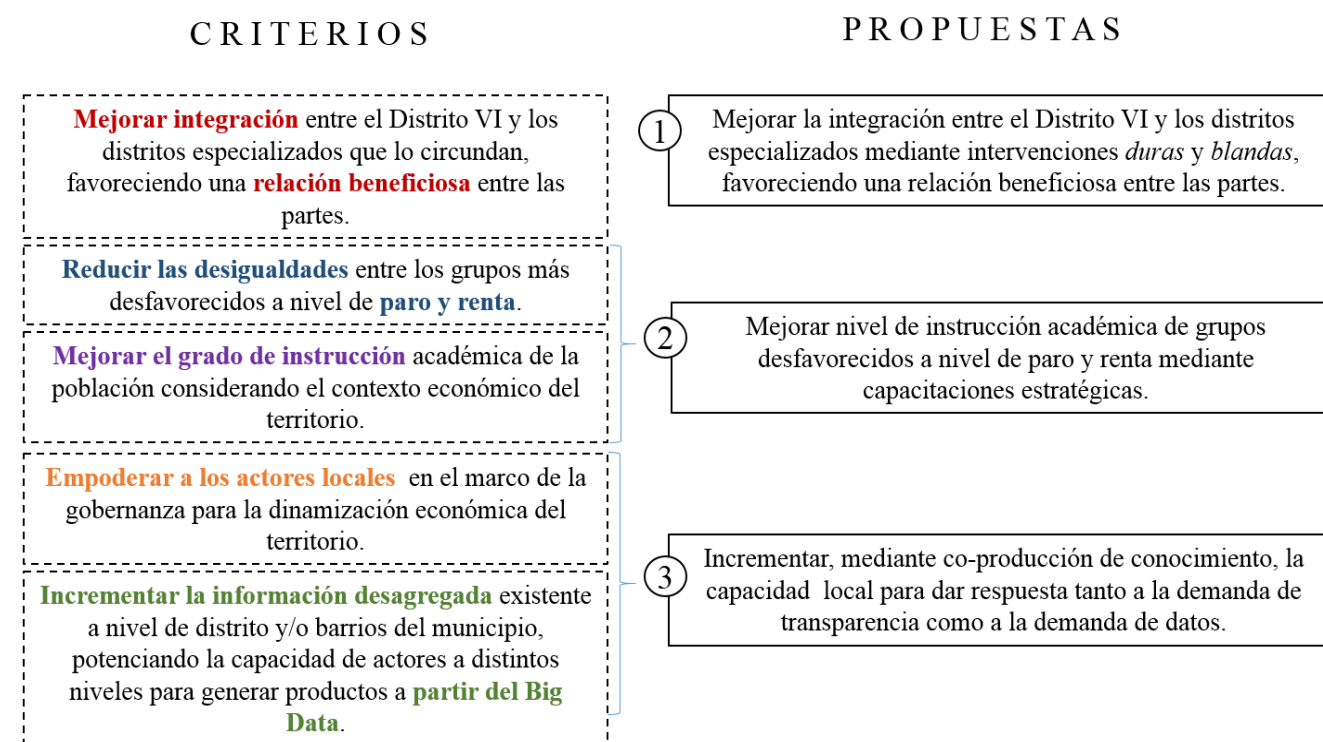 CRITERIOS
Mejorar integración entre el Distrito VI y los
distritos especializados que lo circundan,
favoreciendo una relación beneficiosa entre las
partes.
Reducir las desigualdades entre los grupos más
desfavorecidos a nivel de paro y renta.
Mejorar el grado de instrucción académica de la
población considerando el contexto económico del
territorio.
Empoderar a los actores locales en el marco de la
gobernanza para la dinamización económica del
territorio.
Incrementar la información desagregada existente
a nivel de distrito y/o barrios del municipio,
potenciando la capacidad de actores a distintos
niveles para generar productos a partir del Big
Data.
PROPUESTAS
1
Mejorar la integración entre el Distrito VI y los distritos
especializados mediante intervenciones duras y blandas,
favoreciendo una relación beneficiosa entre las partes.
2
Mejorar nivel de instrucción académica de grupos
desfavorecidos a nivel de paro y renta mediante
capacitaciones estratégicas.
3
Incrementar, mediante co-producción de conocimiento, la
capacidad local para dar respuesta tanto a la demanda de
transparencia como a la demanda de datos.